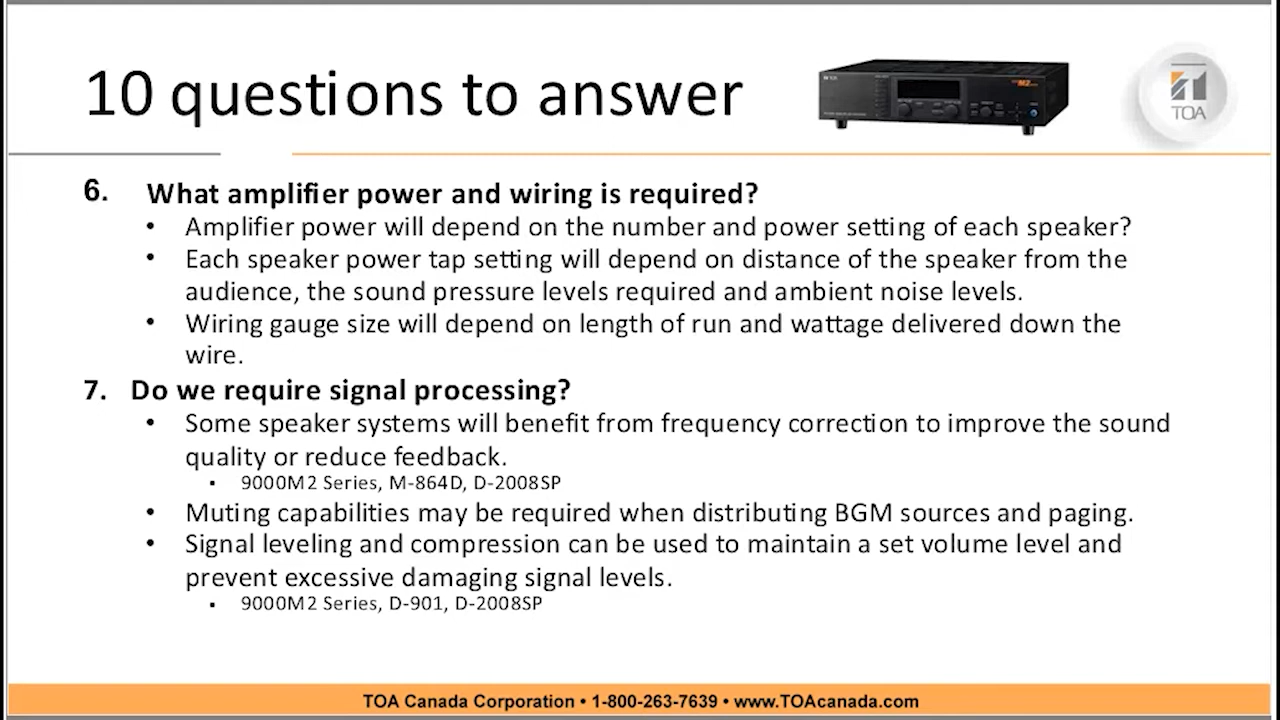 10 questions to answer
TOA
6. What amplifier power and wiring is required?
• Amplifier power will depend on the number and power setting of each speaker?
• Each speaker power tap setting will depend on distance of the speaker from the
audience, the sound pressure levels required and ambient noise levels.
• Wiring gauge size will depend on length of run and wattage delivered down the
wire.
7. Do we require signal processing?
• Some speaker systems will benefit from frequency correction to improve the sound
quality or reduce feedback.
▪ 9000M2 Series, M-864D, D-2008SP
• Muting capabilities may be required when distributing BGM sources and paging.
• Signal leveling and compression can be used to maintain a set volume level and
prevent excessive damaging signal levels.
▪ 9000M2 Series, D-901, D-2008SP
TOA Canada Corporation • 1-800-263-7639 • www.TOAcanada.com